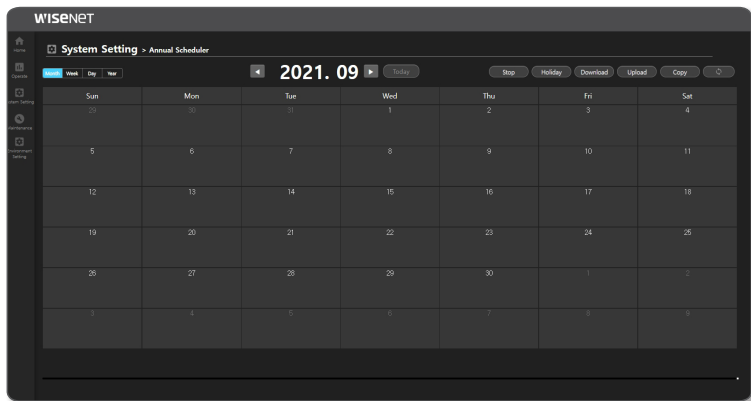 WISENET
Home
System Setting > Annual Scheduler
Operate
Month Week Day Year
◄ 2021. 09 ► Today
Stop Holiday Download Upload Copy
System Setting
Sun Mon Tue Wed Thu Fri Sat
29 30 31 1 2 3 4
Maintenance
Environment
Setting
5 6 7 8 9 10 11
12 13 14 15 16 17 18
19 20 21 22 23 24 25
26 27 28 29 30 1 2
3 4 5 6 7 8 9